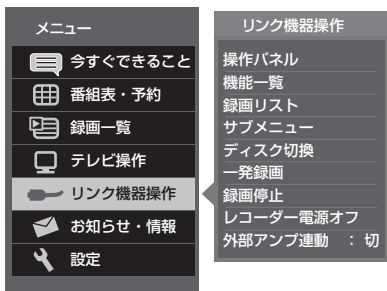 メニュー
今すぐできること
番組表・予約
録画一覧
テレビ操作
リンク機器操作
お知らせ・情報
設定
リンク機器操作
操作パネル
機能一覧
録画リスト
サブメニュー
ディスク切換
一発録画
録画停止
レコーダー電源オフ
外部アンプ連動 : 切